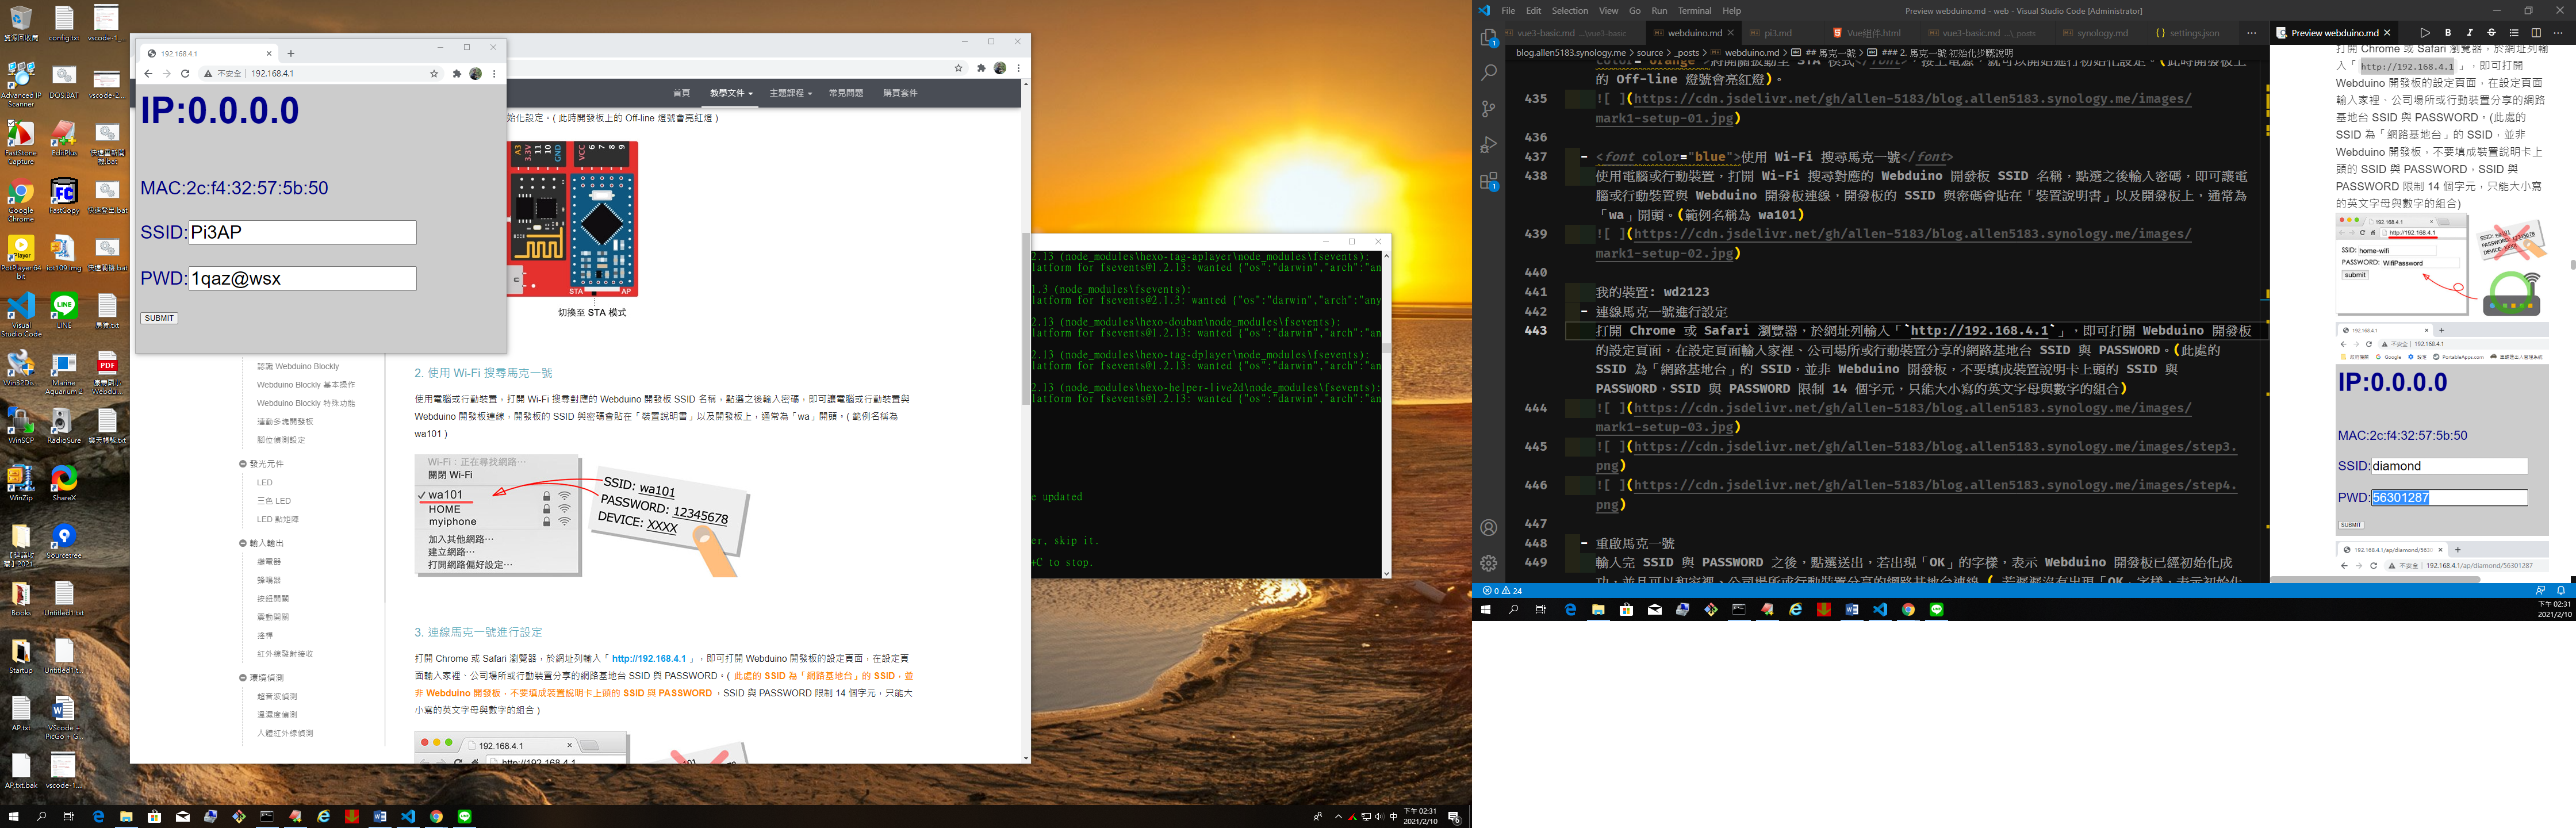 資源回收筒
config.txt
vscode-1_...
Advanced IP Scanner
DOS.BAT
vscode-2...
FastStone Capture
EditPlus
Google Chrome
FastCopy
PotPlayer 64 bit
iot109.img
Visual Studio Code
LINE
Win32Dis...
Marine Aquarium 2
WinSCP
RadioSure
WinZip
ShareX
Sourcetree...
Books
Untitled1.txt
Startup
Untitled1.t...
AP.txt
VScode + PicGo + G...
AP.txt.bak
vscode-1...
192.168.4.1
不安全 | 192.168.4.1
IP:0.0.0.0
MAC:2c:f4:32:57:5b:50
SSID:Pi3AP
PWD:1qaz@wsx
SUBMIT
首頁
教學文件
主題課程
常見問題
購買套件
始化設定。( 此時開發板上的 Off-line 燈號會亮紅燈 )
A3 3.3V 11 10 GND
VCC 6 7 8 9
STA AP
切換至 STA 模式
認識 Webduino Blockly
Webduino Blockly 基本操作
Webduino Blockly 特殊功能
連動多塊開發板
腳位偵測設定
發光元件
LED
三色 LED
LED 點矩陣
輸入輸出
繼電器
蜂鳴器
按鈕開關
震動開關
搖桿
紅外線發射接收
環境偵測
超音波偵測
溫濕度偵測
人體紅外線偵測
2. 使用 Wi-Fi 搜尋馬克一號
使用電腦或行動裝置，打開 Wi-Fi 搜尋對應的 Webduino 開發板 SSID 名稱，點選之後輸入密碼，即可讓電腦或行動裝置與
Webduino 開發板連線，開發板的 SSID 與密碼會貼在「裝置說明書」以及開發板上，通常為「wa」開頭。( 範例名稱為
wa101 )
Wi-Fi：正在尋找網路⋯
關閉 Wi-Fi
wa101
HOME
myiphone
加入其他網路⋯
建立網路⋯
打開網路偏好設定⋯
SSID: wa101
PASSWORD: 12345678
DEVICE: XXXX
3. 連線馬克一號進行設定
打開 Chrome 或 Safari 瀏覽器，於網址列輸入「 http://192.168.4.1 」，即可打開 Webduino 開發板的設定頁面，在設定頁
面輸入家裡、公司場所或行動裝置分享的網路基地台 SSID 與 PASSWORD。( 此處的 SSID 為「網路基地台」的 SSID，並
非 Webduino 開發板，不要填成裝置說明卡上頭的 SSID 與 PASSWORD ，SSID 與 PASSWORD 限制 14 個字元，只能大
小寫的英文字母與數字的組合 )
192.168.4.1
http://192.168.4.1
2.13 (node_modules\hexo-tag-aplayer\node_modules\fsevents):
latform for fsevents@1.2.13: wanted {"os":"darwin","arch":"an
1.3 (node_modules\fsevents):
latform for fsevents@2.1.3: wanted {"os":"darwin","arch":"any
2.13 (node_modules\hexo-douban\node_modules\fsevents):
latform for fsevents@1.2.13: wanted {"os":"darwin","arch":"an
2.13 (node_modules\hexo-tag-dplayer\node_modules\fsevents):
latform for fsevents@1.2.13: wanted {"os":"darwin","arch":"an
2.13 (node_modules\hexo-helper-live2d\node_modules\fsevents):
latform for fsevents@1.2.13: wanted {"os":"darwin","arch":"an
e updated
er, skip it.
+C to stop.
中
下午 02:31
2021/2/10
File Edit Selection View Go Run Terminal Help
Preview webduino.md - web - Visual Studio Code [Administrator]
vue3-basic.md ...\vue3-basic
webduino.md
pi3.md
Vue組件.html
vue3-basic.md ...\_posts
synology.md
settings.json
Preview webduino.md
blog.allen5183.synology.me > source > _posts > webduino.md > ## 馬克一號 > ### 2. 馬克一號 初始化步驟說明
的 Off-line 燈號會亮紅燈)。
435 ![ ](https://cdn.jsdelivr.net/gh/allen-5183/blog.allen5183.synology.me/images/
mark1-setup-01.jpg)
436
437 - <font color="blue">使用 Wi-Fi 搜尋馬克一號</font>
438 使用電腦或行動裝置，打開 Wi-Fi 搜尋對應的 Webduino 開發板 SSID 名稱，點選之後輸入密碼，即可讓電
腦或行動裝置與 Webduino 開發板連線，開發板的 SSID 與密碼會貼在「裝置說明書」以及開發板上，通常為
「wa」開頭。(範例名稱為 wa101)
439 ![ ](https://cdn.jsdelivr.net/gh/allen-5183/blog.allen5183.synology.me/images/
mark1-setup-02.jpg)
440
441 我的裝置: wd2123
442 - 連線馬克一號進行設定
443 打開 Chrome 或 Safari 瀏覽器，於網址列輸入「`http://192.168.4.1`」，即可打開 Webduino 開發板
的設定頁面，在設定頁面輸入家裡、公司場所或行動裝置分享的網路基地台 SSID 與 PASSWORD。(此處的
SSID 為「網路基地台」的 SSID，並非 Webduino 開發板，不要填成裝置說明卡上頭的 SSID 與
PASSWORD，SSID 與 PASSWORD 限制 14 個字元，只能大小寫的英文字母與數字的組合)
444 ![ ](https://cdn.jsdelivr.net/gh/allen-5183/blog.allen5183.synology.me/images/
mark1-setup-03.jpg)
445 ![ ](https://cdn.jsdelivr.net/gh/allen-5183/blog.allen5183.synology.me/images/step3.
png)
446 ![ ](https://cdn.jsdelivr.net/gh/allen-5183/blog.allen5183.synology.me/images/step4.
png)
447
448 - 重啟馬克一號
449 輸入完 SSID 與 PASSWORD 之後，點選送出，若出現「OK」的字樣，表示 Webduino 開發板已經初始化成
打開 Chrome 或 Safari 瀏覽器，於網址列輸
入「 http://192.168.4.1 」，即可打開
Webduino 開發板的設定頁面，在設定頁面
輸入家裡、公司場所或行動裝置分享的網路
基地台 SSID 與 PASSWORD。(此處的
SSID 為「網路基地台」的 SSID，並非
Webduino 開發板，不要填成裝置說明卡上
頭的 SSID 與 PASSWORD，SSID 與
PASSWORD 限制 14 個字元，只能大小寫
的英文字母與數字的組合)
192.168.4.1
http://192.168.4.1
SSID: home-wifi
PASSWORD: WifiPassword
submit
192.168.4.1
不安全 | 192.168.4.1
Google
設定
PortableApps.com
IP:0.0.0.0
MAC:2c:f4:32:57:5b:50
SSID:diamond
PWD:56301287
SUBMIT
192.168.4.1/ap/diamond/5630
不安全 | 192.168.4.1/ap/diamond/56301287
0 24
下午 02:31
2021/2/10